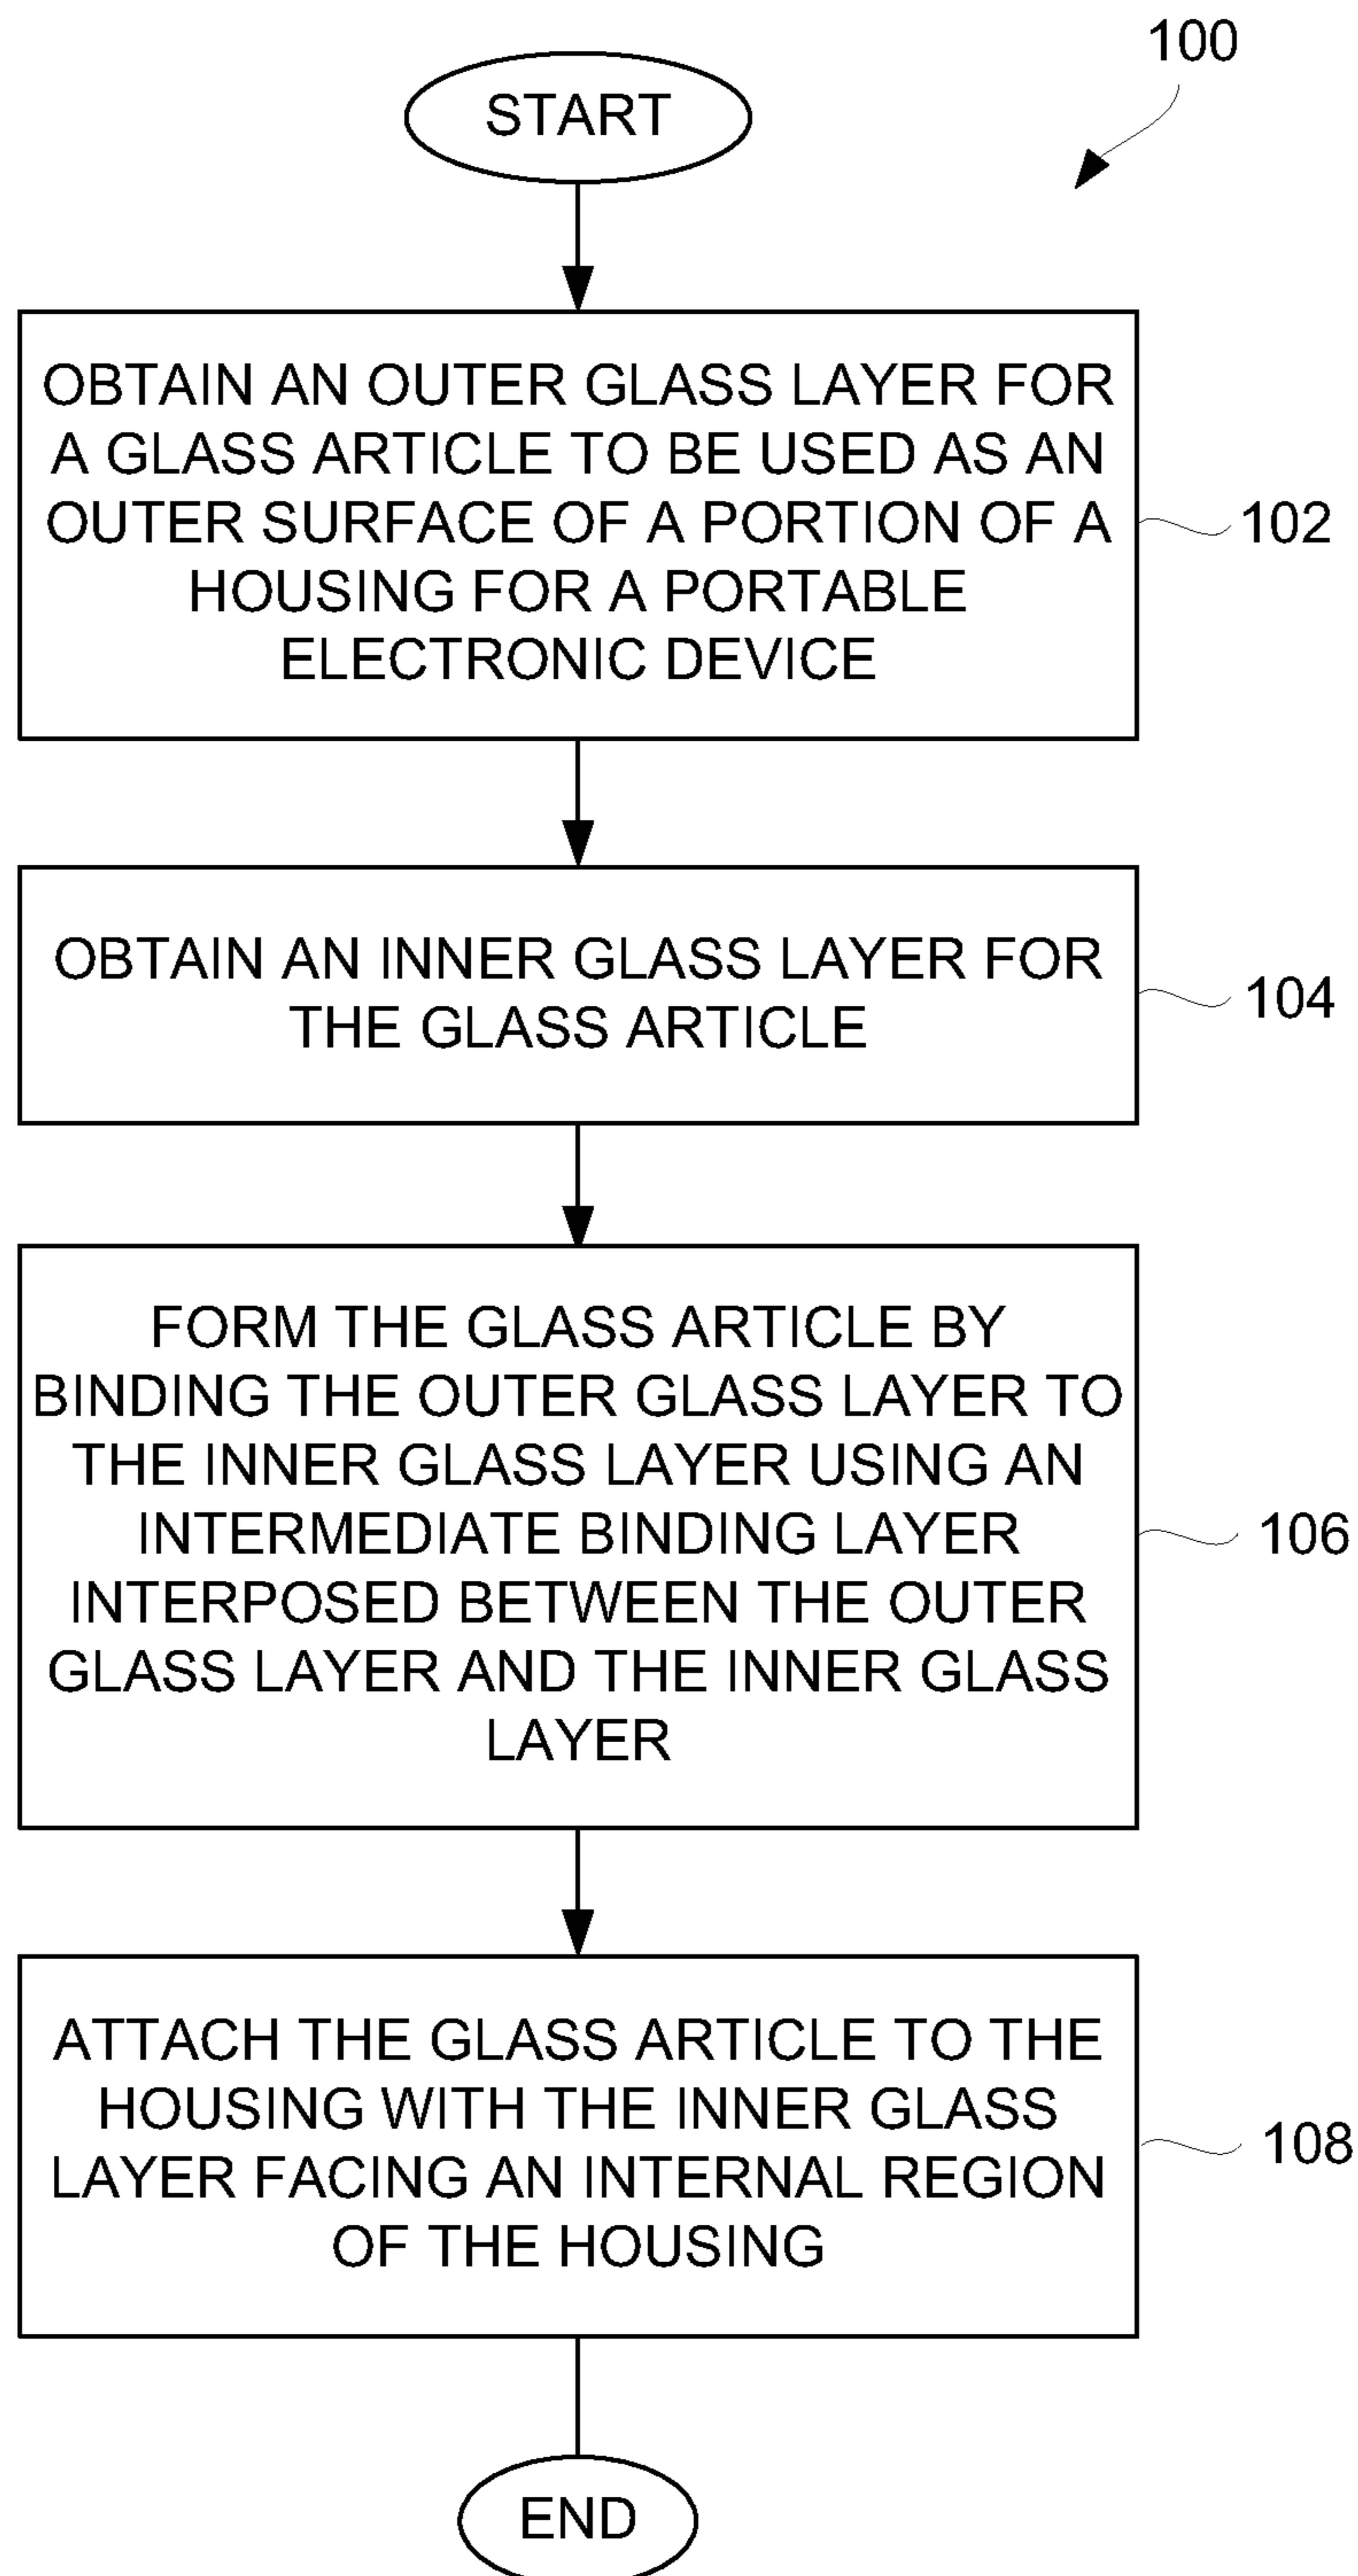 100
START
OBTAIN AN OUTER GLASS LAYER FOR
A GLASS ARTICLE TO BE USED AS AN
OUTER SURFACE OF A PORTION OF A
HOUSING FOR A PORTABLE
ELECTRONIC DEVICE
102
OBTAIN AN INNER GLASS LAYER FOR
THE GLASS ARTICLE
104
FORM THE GLASS ARTICLE BY
BINDING THE OUTER GLASS LAYER TO
THE INNER GLASS LAYER USING AN
INTERMEDIATE BINDING LAYER
INTERPOSED BETWEEN THE OUTER
GLASS LAYER AND THE INNER GLASS
LAYER
106
ATTACH THE GLASS ARTICLE TO THE
HOUSING WITH THE INNER GLASS
LAYER FACING AN INTERNAL REGION
OF THE HOUSING
108
END